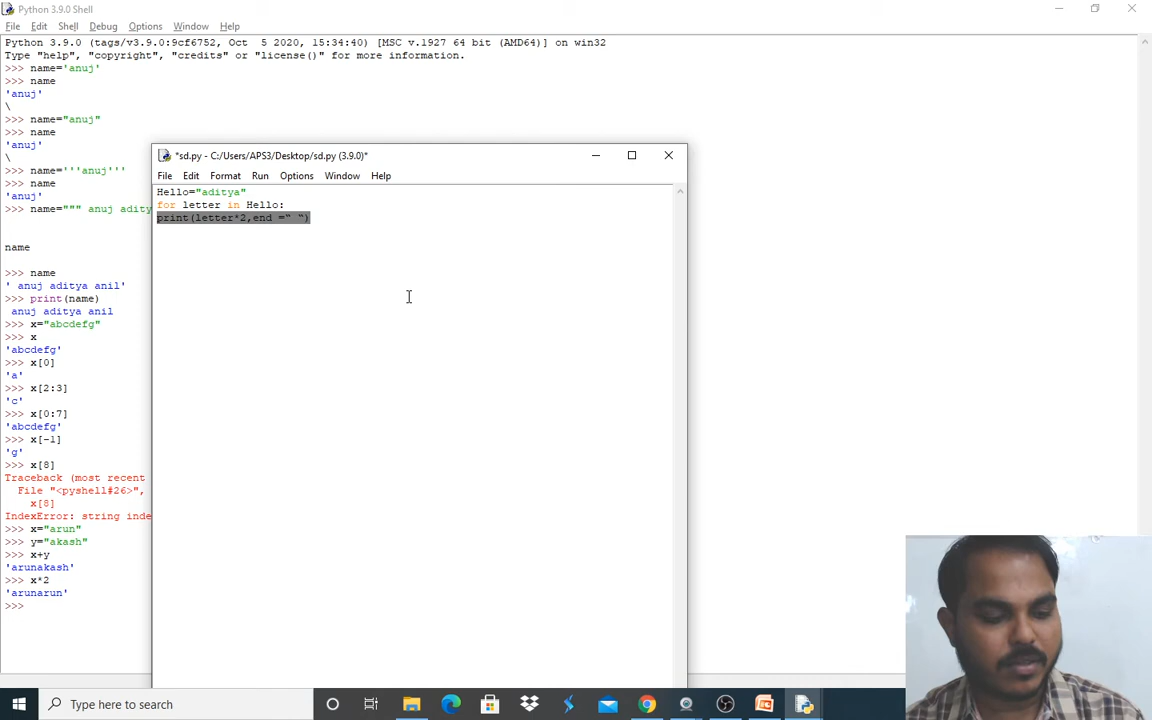 Python 3.9.0 Shell
File Edit Shell Debug Options Window Help
Python 3.9.0 (tags/v3.9.0:9cf6752, Oct  5 2020, 15:34:40) [MSC v.1927 64 bit (AMD64)] on win32
Type "help", "copyright", "credits" or "license()" for more information.
>>> name='anuj'
>>> name
'anuj'
\
>>> name="anuj"
>>> name
'anuj'
\
>>> name='''anuj'''
>>> name
'anuj'
>>> name=""" anuj adity
name
>>> name
' anuj aditya anil'
>>> print(name)
 anuj aditya anil
>>> x="abcdefg"
>>> x
'abcdefg'
>>> x[0]
'a'
>>> x[2:3]
'c'
>>> x[0:7]
'abcdefg'
>>> x[-1]
'g'
>>> x[8]
Traceback (most recent
  File "<pyshell#26>",
    x[8]
IndexError: string inde
>>> x="arun"
>>> y="akash"
>>> x+y
'arunakash'
>>> x*2
'arunarun'
>>>
*sd.py - C:/Users/APS3/Desktop/sd.py (3.9.0)*
File Edit Format Run Options Window Help
Hello="aditya"
for letter in Hello:
print(letter*2,end =“ “)
Type here to search